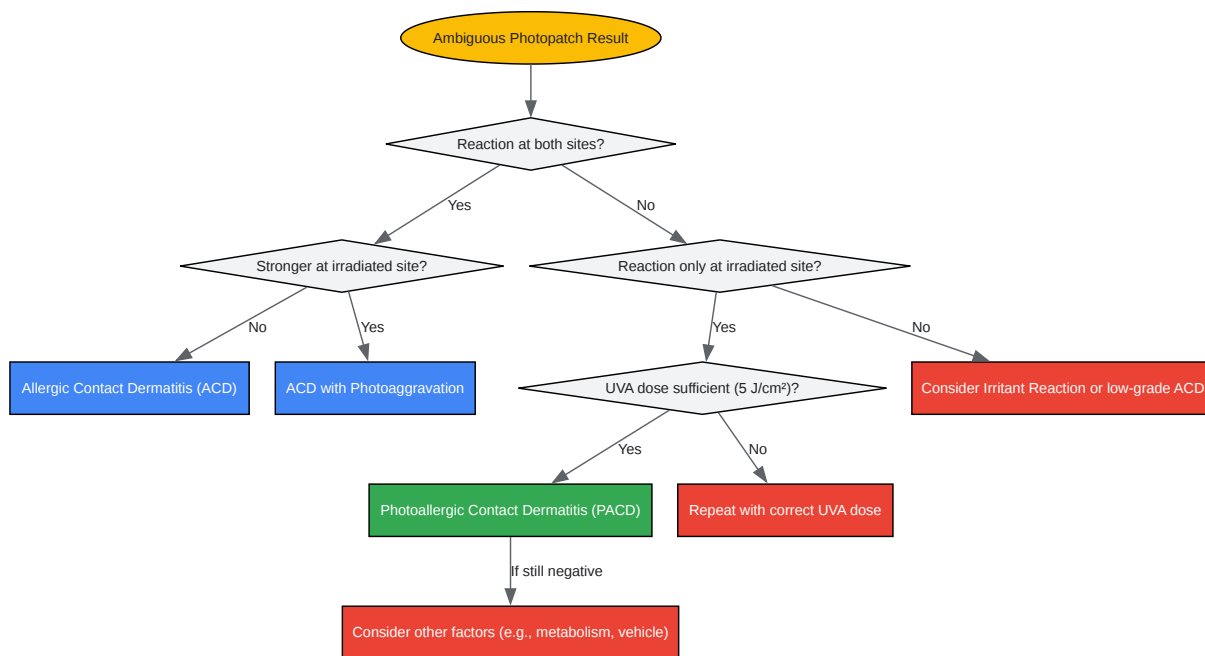 Ambiguous Photopatch Result
Reaction at both sites?
Yes
No
Stronger at irradiated site?
Reaction only at irradiated site?
No
Yes
Yes
No
Allergic Contact Dermatitis (ACD)
ACD with Photoaggravation
UVA dose sufficient (5 J/cm²)?
Consider Irritant Reaction or low-grade ACD
Yes
No
Photoallergic Contact Dermatitis (PACD)
Repeat with correct UVA dose
If still negative
Consider other factors (e.g., metabolism, vehicle)